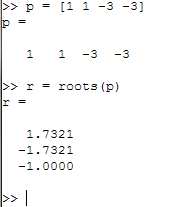 >> p = [1 1 -3 -3]
p =
1 1 -3 -3
>> r = roots(p)
r =
1.7321
-1.7321
-1.0000
>>